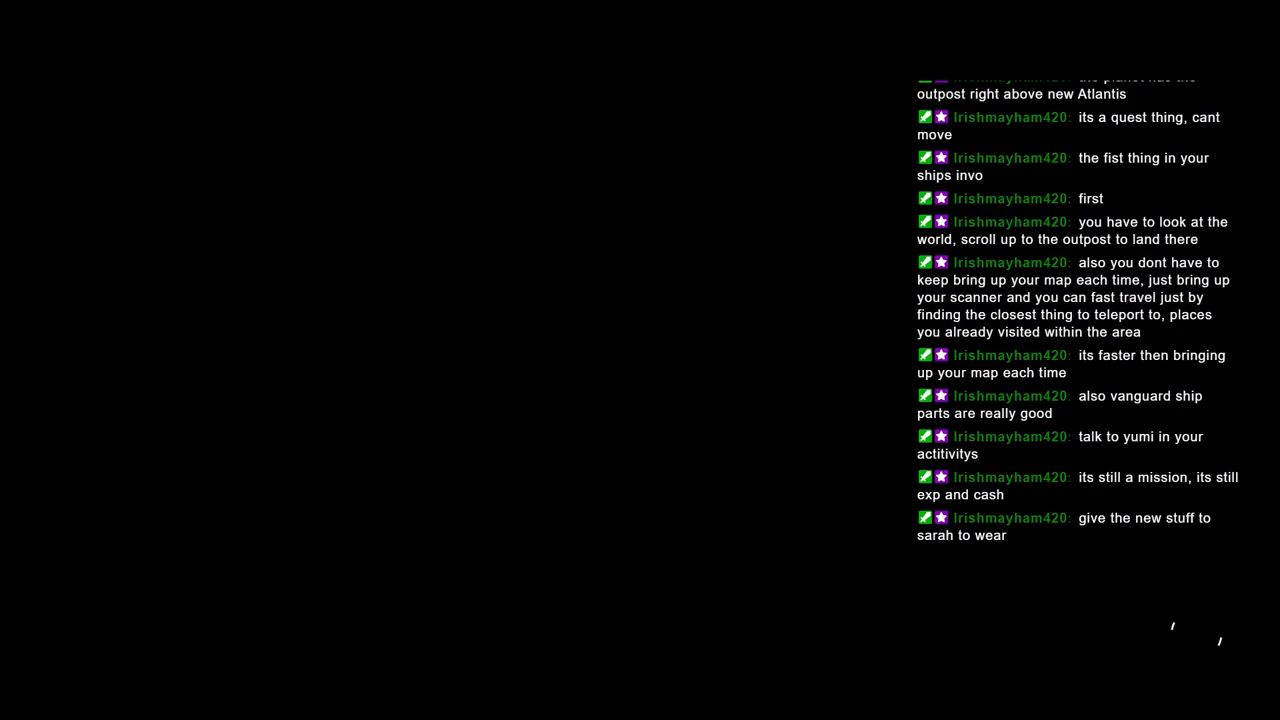 outpost right above new Atlantis
Irishmayham420: its a quest thing, cant
move
Irishmayham420: the fist thing in your
ships invo
Irishmayham420: first
Irishmayham420: you have to look at the
world, scroll up to the outpost to land there
Irishmayham420: also you dont have to
keep bring up your map each time, just bring up
your scanner and you can fast travel just by
finding the closest thing to teleport to, places
you already visited within the area
Irishmayham420: its faster then bringing
up your map each time
Irishmayham420: also vanguard ship
parts are really good
Irishmayham420: talk to yumi in your
actitivitys
Irishmayham420: its still a mission, its still
exp and cash
Irishmayham420: give the new stuff to
sarah to wear